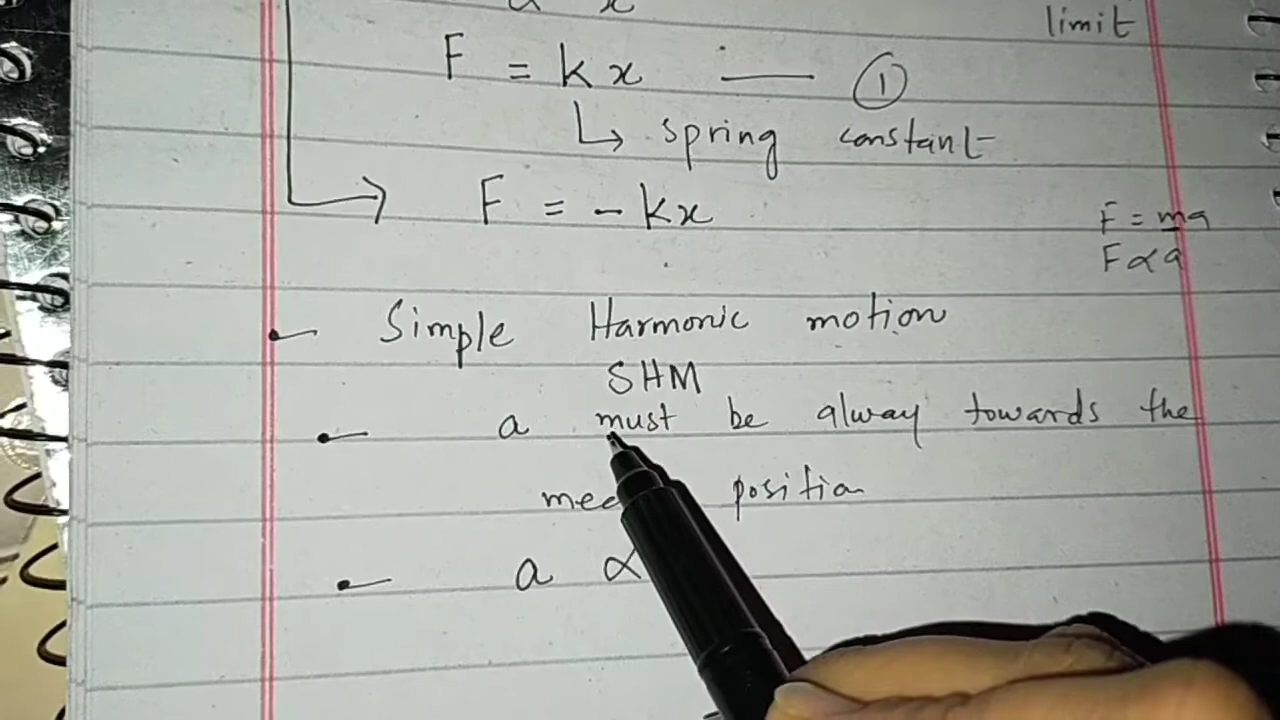 α x
limit
F = kx —— ①
↳ spring constant
F = -kx
F = ma
F ∝ a
Simple Harmonic motion
SHM
a must be alway towards the
position
a ∝